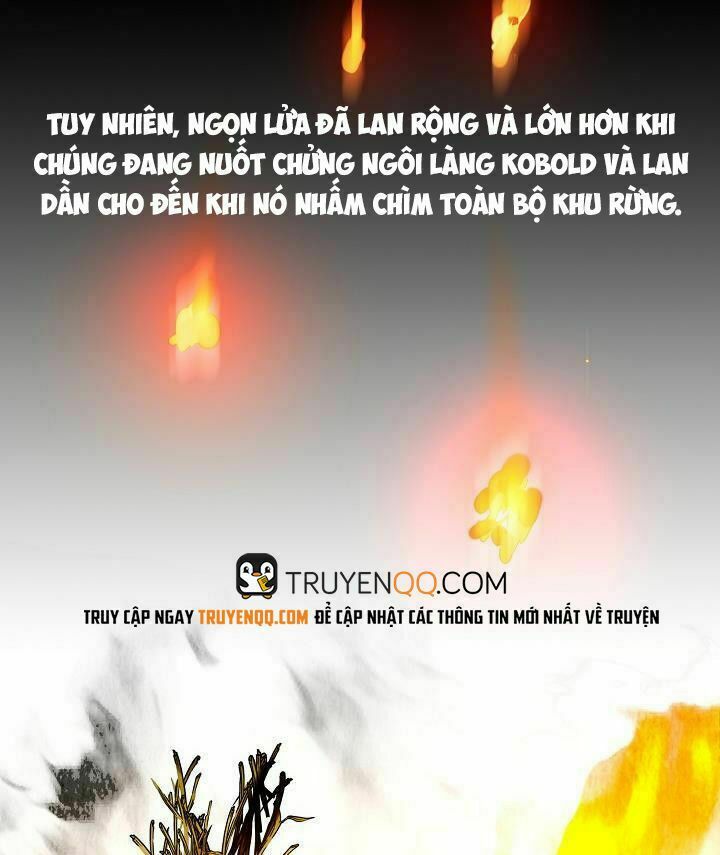 TUY NHIÊN, NGỌN LỬA ĐÃ LAN RỘNG VÀ LỚN HƠN KHI
CHÚNG ĐANG NUỐT CHỬNG NGÔI LÀNG KOBOLD VÀ LAN
DẦN CHO ĐẾN KHI NÓ NHẤM CHÌM TOÀN BỘ KHU RỪNG.
TRUYENQQ.COM
TRUY CẬP NGAY TRUYENQQ.COM ĐỂ CẬP NHẬT CÁC THÔNG TIN MỚI NHẤT VỀ TRUYỆN